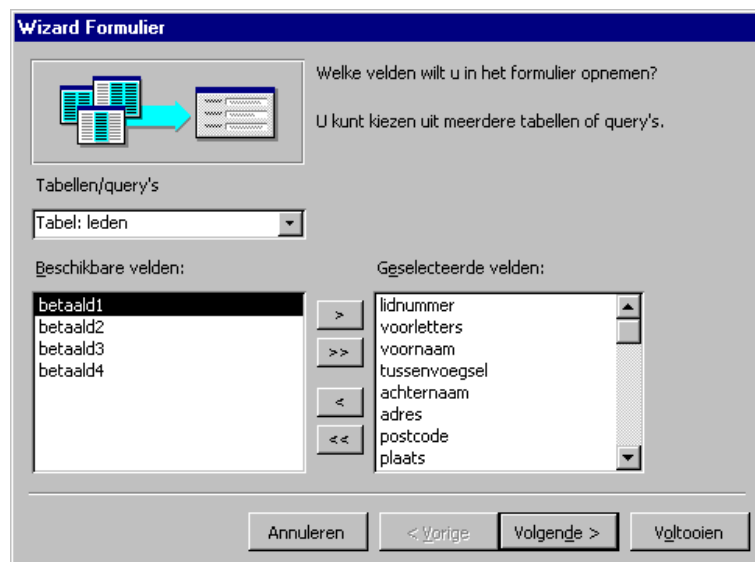 Wizard Formulier
Welke velden wilt u in het formulier opnemen?
U kunt kiezen uit meerdere tabellen of query's.
Tabellen/query's
Tabel: leden
Beschikbare velden:
Geselecteerde velden:
betaald1
betaald2
betaald3
betaald4
>
>>
<
<<
lidnummer
voorletters
voornaam
tussenvoegsel
achternaam
adres
postcode
plaats
Annuleren
< Vorige
Volgende >
Voltooien